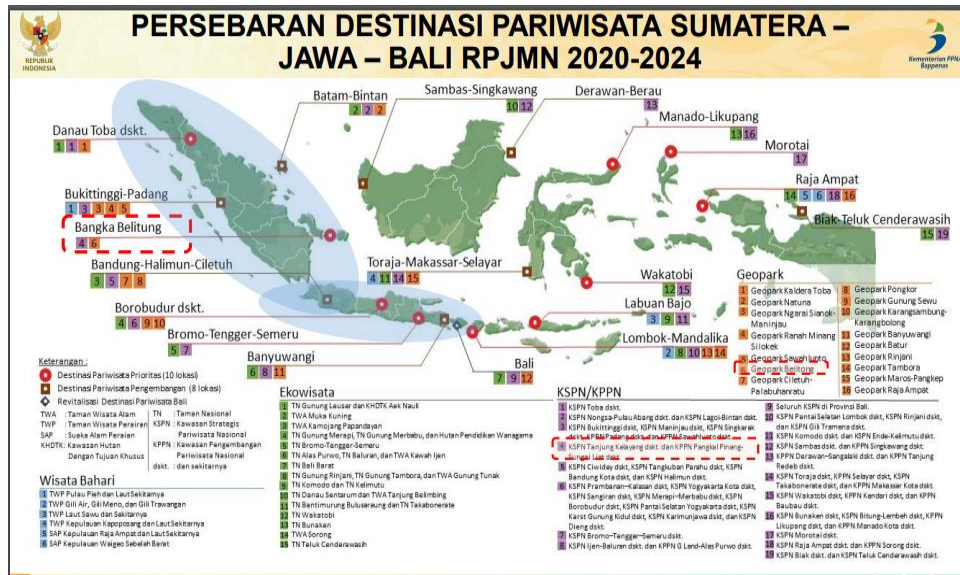 PERSEBARAN DESTINASI PARIWISATA SUMATERA –
JAWA – BALI RPJMN 2020-2024
REPUBLIK
INDONESIA
Kementerian PPN/
Bappenas
Batam-Bintan
2 2 2
Sambas-Singkawang
10 12
Derawan-Berau
13
Manado-Likupang
13 16
Morotai
17
Danau Toba dskt.
1 1 1
Raja Ampat
14 5 6 18 16
Bukittinggi-Padang
1 3 3 4 5
Biak-Teluk Cenderawasih
15 19
Bangka Belitung
4 6
Bandung-Halimun-Ciletuh
3 5 7 8
Toraja-Makassar-Selayar
4 11 14 15
Wakatobi
12 15
Borobudur dskt.
4 6 9 10
Labuan Bajo
3 9 11
Bromo-Tengger-Semeru
5 7
Lombok-Mandalika
2 8 10 13 14
Banyuwangi
6 8 11
Bali
7 9 12
Geopark
1 Geopark Kaldera Toba
2 Geopark Natuna
3 Geopark Ngarai Sianok-
Maninjau
4 Geopark Ranah Minang
Silokek
5 Geopark Sawahlunto
6 Geopark Belitong
7 Geopark Ciletuh-
Palabuhanratu
8 Geopark Pongkor
9 Geopark Gunung Sewu
10 Geopark Karangsambung-
Karangbolong
11 Geopark Banyuwangi
12 Geopark Batur
13 Geopark Rinjani
14 Geopark Tambora
15 Geopark Maros-Pangkep
16 Geopark Raja Ampat
Keterangan :
Destinasi Pariwisata Prioritas (10 lokasi)
Destinasi Pariwisata Pengembangan (8 lokasi)
Revitalisasi Destinasi Pariwisata Bali
TWA : Taman Wisata Alam
TWP : Taman Wisata Perairan
SAP : Suaka Alam Peraian
KHDTK: Kawasan Hutan
Dengan Tujuan Khusus
TN : Taman Nasional
KSPN : Kawasan Strategis
Pariwisata Nasional
KPPN : Kawasan Pengembangan
Pariwisata Nasional
dskt. : dan sekitarnya
Wisata Bahari
1 TWP Pulau Pieh dan Laut Sekitarnya
2 TWP Gili Air, Gili Meno, dan Gili Trawangan
3 TWP Laut Sawu dan Sekitarnya
4 TWP Kepulauan Kapoposang dan Laut Sekitarnya
5 SAP Kepulauan Raja Ampat dan Laut Sekitarnya
6 SAP Kepulauan Waigeo Sebelah Barat
Ekowisata
1 TN Gunung Leuser dan KHDTK Aek Nauli
2 TWA Muka Kuning
3 TWA Kamojang Papandayan
4 TN Gunung Merapi, TN Gunung Merbabu, dan Hutan Pendidikan Wanagama
5 TN Bromo-Tengger-Semeru
6 TN Alas Purwo, TN Baluran, dan TWA Kawah Ijen
7 TN Bali Barat
8 TN Gunung Rinjani, TN Gunung Tambora, dan TWA Gunung Tunak
9 TN Komodo dan TN Kelimutu
10 TN Danau Sentarum dan TWA Tanjung Belimbing
11 TN Bantimurung Bulusaraung dan TN Takabonerate
12 TN Wakatobi
13 TN Bunaken
14 TWA Sorong
15 TN Teluk Cenderawasih
KSPN/KPPN
1 KSPN Toba dskt.
2 KSPN Nongsa-Pulau Abang dskt. dan KSPN Lagoi-Bintan dskt.
3 KSPN Bukittinggi dskt, KSPN Maninjau dskt, KSPN Singkarak
dskt, KPPN Padang dskt, dan KPPN Sawahlunto dskt.
4 KSPN Tanjung Kelayang dskt. dan KPPN Pangkal Pinang-
Sungai Liat dskt.
5 KSPN Ciwidey dskt, KSPN Tangkuban Parahu dskt, KSPN
Bandung Kota dskt, dan KSPN Halimun dskt.
6 KSPN Prambanan-Kalasan dskt, KSPN Yogyakarta Kota dskt,
KSPN Sangiran dskt, KSPN Merapi-Merbabu dskt, KSPN
Borobudur dskt, KSPN Pantai Selatan Yogyakarta dskt, KSPN
Karst Gunung Kidul dskt, KSPN Karimunjawa dskt, dan KSPN
Dieng dskt.
7 KSPN Bromo-Tengger-Semeru dskt.
8 KSPN Ijen-Baluran dskt. dan KPPN G Land-Alas Purwo dskt.
9 Seluruh KSPN di Provinsi Bali.
10 KSPN Pantai Selatan Lombok dskt, KSPN Rinjani dskt,
dan KSPN Gili Tramena dskt.
11 KSPN Komodo dskt. dan KSPN Ende-Kelimutu dskt.
12 KSPN Sambas dskt. dan KPPN Singkawang dskt.
13 KPPN Derawan-Sangalaki dskt. dan KPPN Tanjung
Redeb dskt.
14 KSPN Toraja dskt, KPPN Selayar dskt, KSPN
Takabonerate dskt, dan KPPN Makassar Kota dskt.
15 KSPN Wakatobi dskt, KPPN Kendari dskt, dan KPPN
Baubau dskt.
16 KSPN Bunaken dskt, KSPN Bitung-Lembeh dskt, KPPN
Likupang dskt, dan KPPN Manado Kota dskt.
17 KSPN Morotai dskt.
18 KSPN Raja Ampat dskt. dan KPPN Sorong dskt.
19 KSPN Biak dskt. dan KSPN Teluk Cenderawasih dskt.